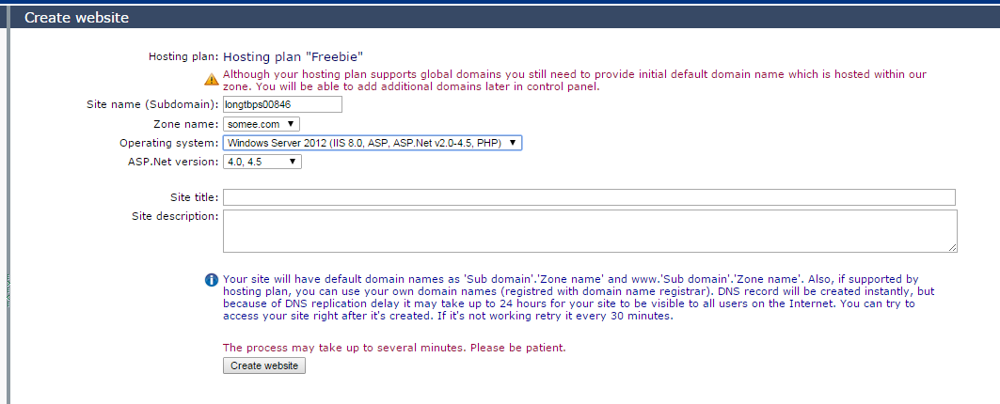 Create website
Hosting plan: Hosting plan "Freebie"
Although your hosting plan supports global domains you still need to provide initial default domain name which is hosted within our
zone. You will be able to add additional domains later in control panel.
Site name (Subdomain): longtbps00846
Zone name: somee.com
Operating system: Windows Server 2012 (IIS 8.0, ASP, ASP.Net v2.0-4.5, PHP)
ASP.Net version: 4.0, 4.5
Site title:
Site description:
Your site will have default domain names as 'Sub domain'.'Zone name' and www.'Sub domain'.'Zone name'. Also, if supported by
hosting plan, you can use your own domain names (registred with domain name registrar). DNS record will be created instantly, but
because of DNS replication delay it may take up to 24 hours for your site to be visible to all users on the Internet. You can try to
access your site right after it's created. If it's not working retry it every 30 minutes.
The process may take up to several minutes. Please be patient.
Create website